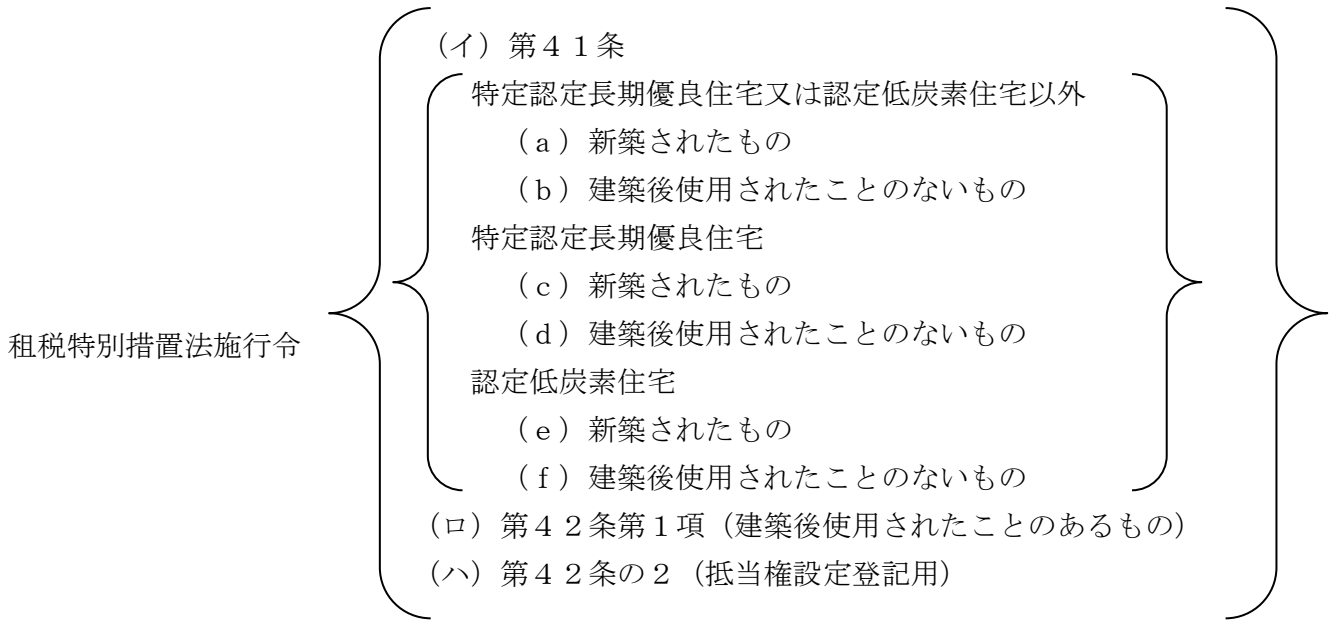 （イ）第４１条
特定認定長期優良住宅又は認定低炭素住宅以外
（ａ）新築されたもの
（ｂ）建築後使用されたことのないもの
特定認定長期優良住宅
（ｃ）新築されたもの
（ｄ）建築後使用されたことのないもの
租税特別措置法施行令
認定低炭素住宅
（ｅ）新築されたもの
（ｆ）建築後使用されたことのないもの
（ロ）第４２条第１項（建築後使用されたことのあるもの）
（ハ）第４２条の２（抵当権設定登記用）